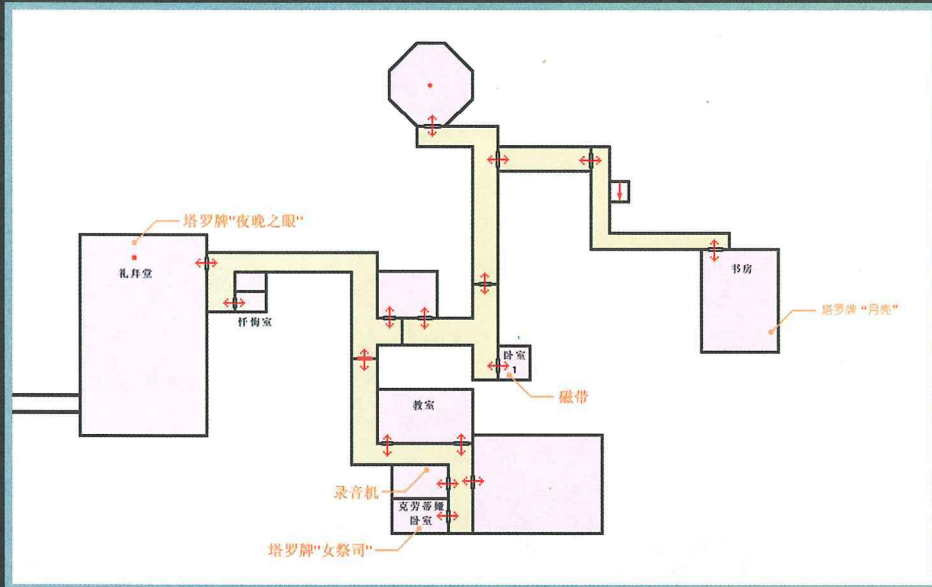 塔罗牌"夜晚之眼"
礼拜堂
书房
忏悔室
塔罗牌“月亮”
卧室
1
磁带
教室
录音机
克劳蒂娅
卧室
塔罗牌"女祭司"